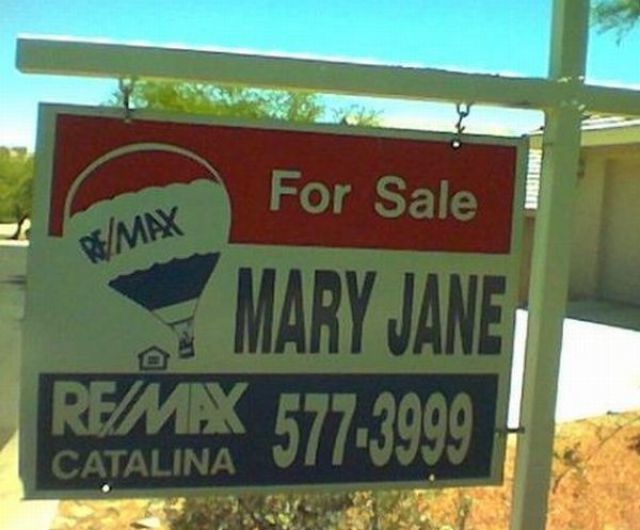 For Sale
RE/MAX
MARY JANE
RE/MAX
577-3999
CATALINA